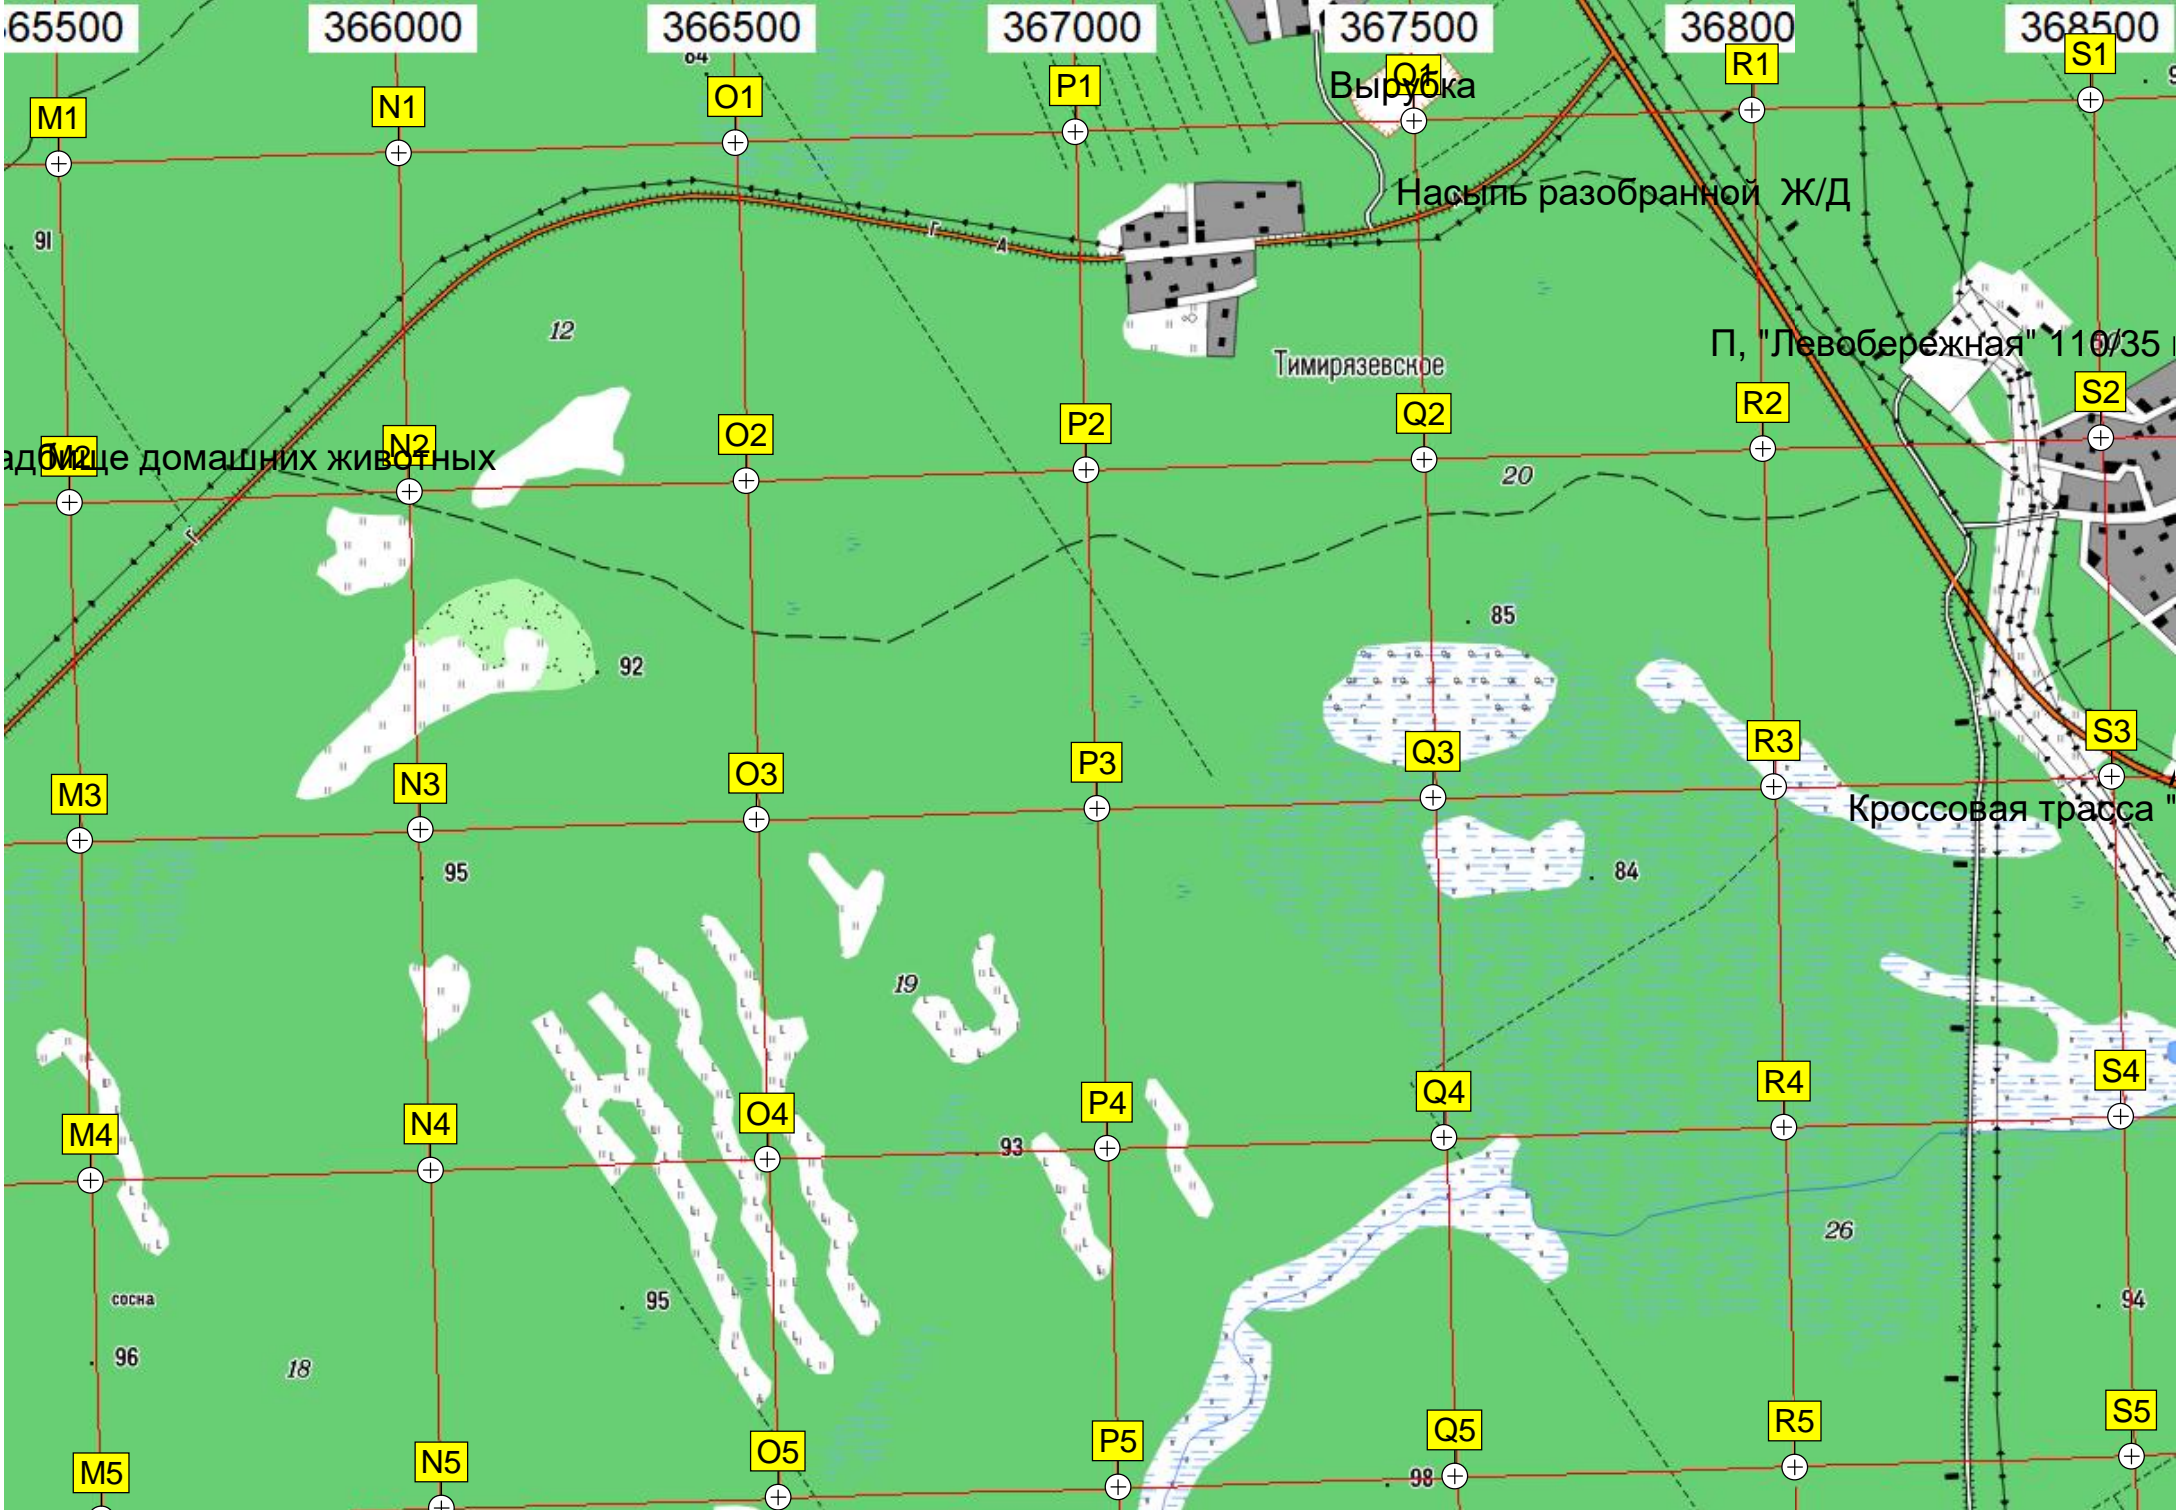 65500 366000 366500 367000 367500 36800 368500
84
M1 N1 O1 P1 Q1 R1 S1
Вырубка
Насыпь разобранной Ж/Д
91
Г А
12
Тимирязевское
П, "Левобережная" 110/35
M2 N2 O2 P2 Q2 R2 S2
адбище домашних животных
20
Г
85
92
M3 N3 O3 P3 Q3 R3 S3
Кроссовая трасса "
95
84
19
M4 N4 O4 P4 Q4 R4 S4
93
26
сосна
95
94
96
18
M5 N5 O5 P5 Q5 R5 S5
98